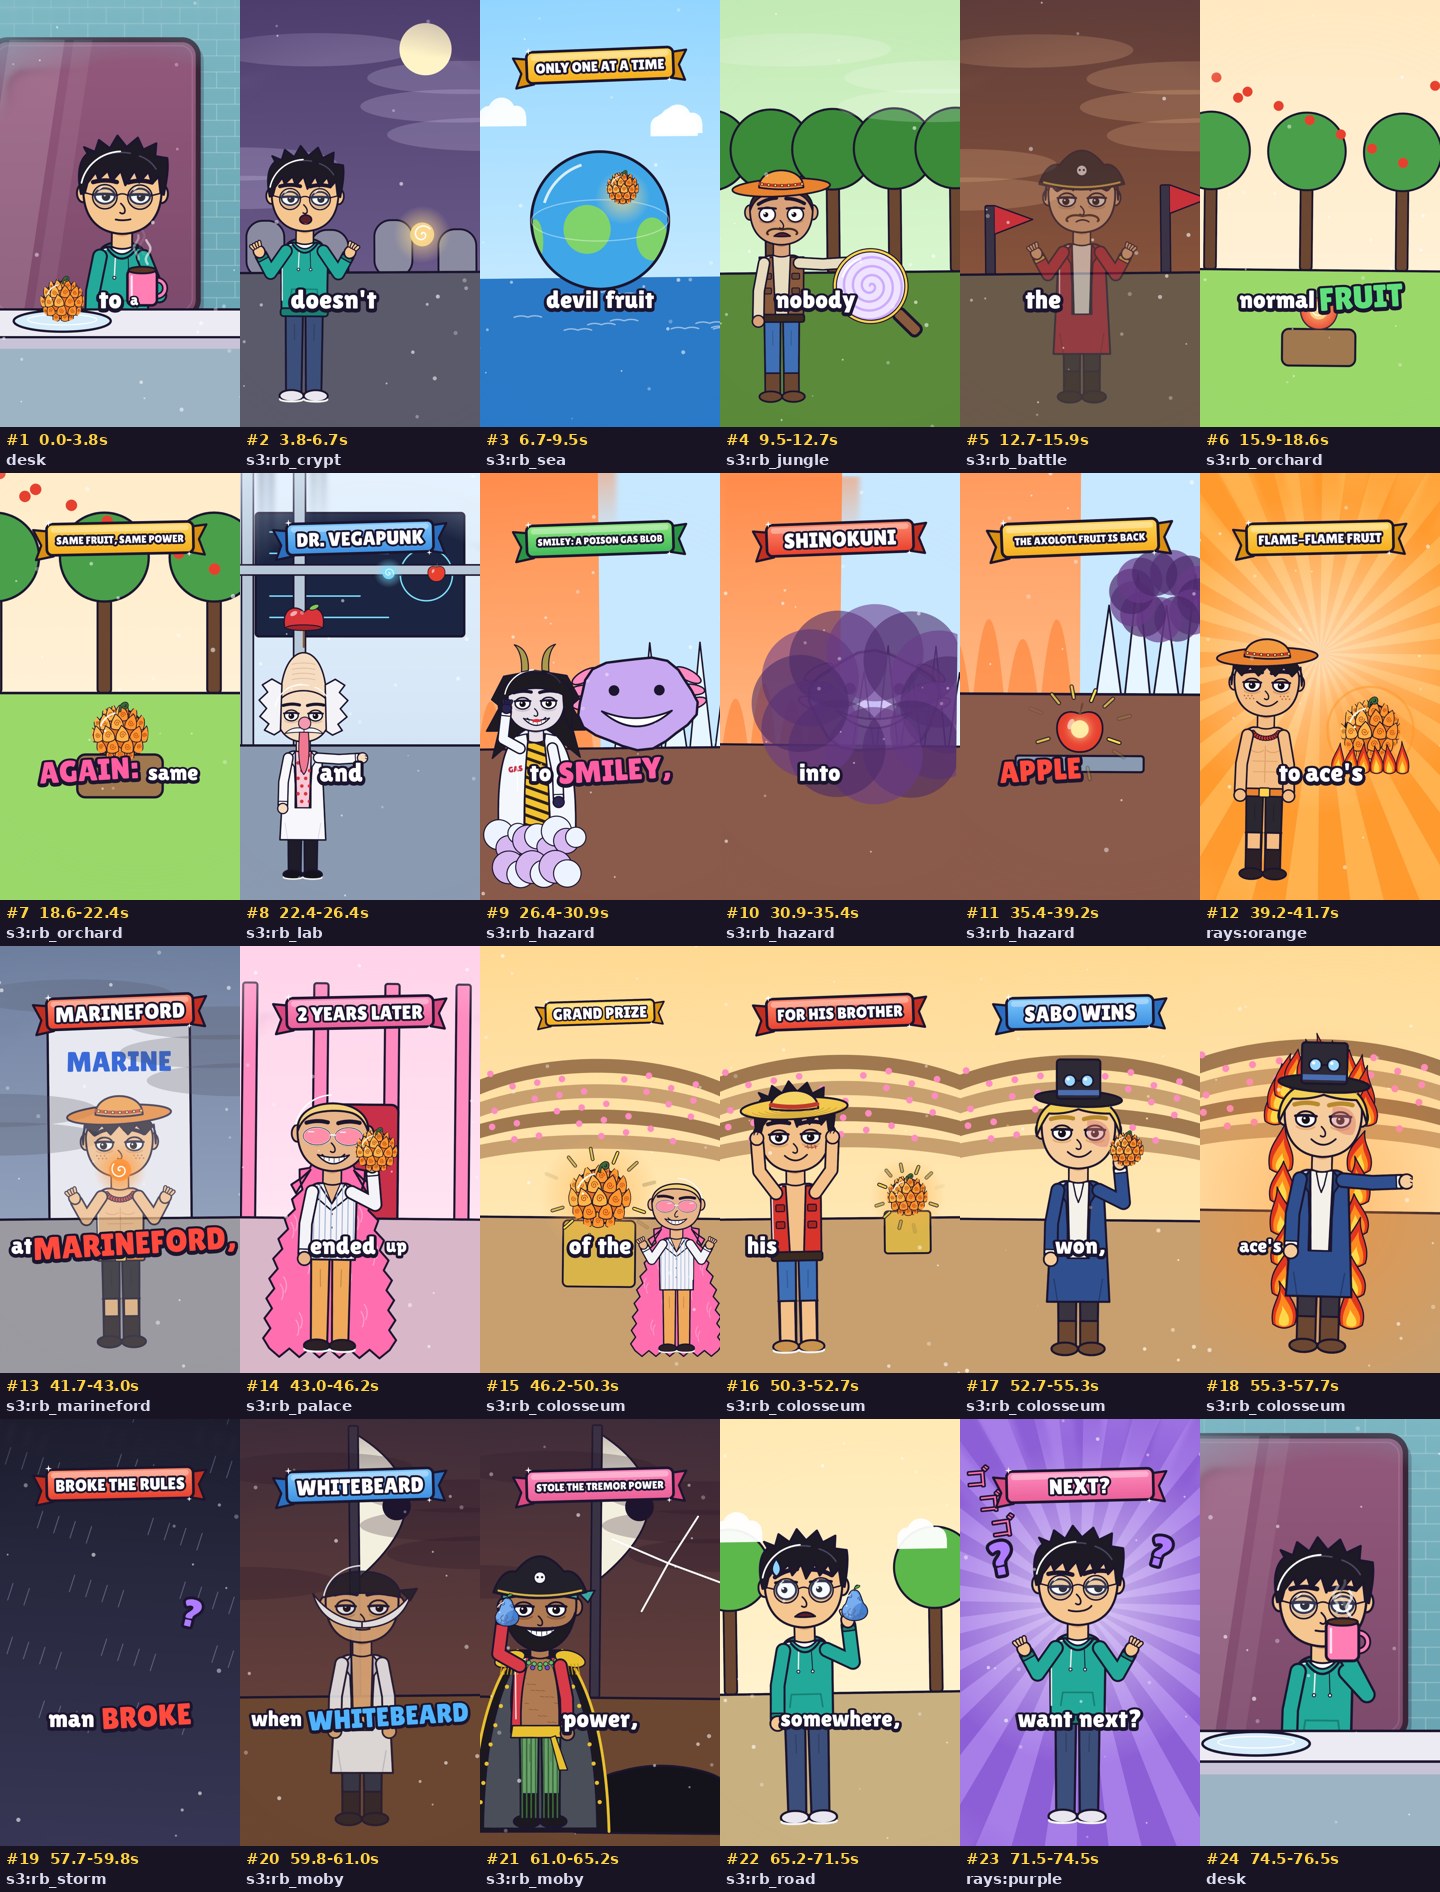 to a
#1 0.0-3.8s
desk
doesn't
#2 3.8-6.7s
s3:rb_crypt
ONLY ONE AT A TIME
devil fruit
#3 6.7-9.5s
s3:rb_sea
nobody
#4 9.5-12.7s
s3:rb_jungle
the
#5 12.7-15.9s
s3:rb_battle
normal FRUIT
#6 15.9-18.6s
s3:rb_orchard
SAME FRUIT, SAME POWER
AGAIN: same
#7 18.6-22.4s
s3:rb_orchard
DR. VEGAPUNK
and
#8 22.4-26.4s
s3:rb_lab
SMILEY: A POISON GAS BLOB
GAS
to SMILEY,
#9 26.4-30.9s
s3:rb_hazard
SHINOKUNI
into
#10 30.9-35.4s
s3:rb_hazard
THE AXOLOTL FRUIT IS BACK
APPLE
#11 35.4-39.2s
s3:rb_hazard
FLAME-FLAME FRUIT
to ace's
#12 39.2-41.7s
rays:orange
MARINEFORD
MARINE
at MARINEFORD,
#13 41.7-43.0s
s3:rb_marineford
2 YEARS LATER
ended up
#14 43.0-46.2s
s3:rb_palace
GRAND PRIZE
of the
#15 46.2-50.3s
s3:rb_colosseum
FOR HIS BROTHER
his
#16 50.3-52.7s
s3:rb_colosseum
SABO WINS
won,
#17 52.7-55.3s
s3:rb_colosseum
ace's
#18 55.3-57.7s
s3:rb_colosseum
BROKE THE RULES
?
man BROKE
#19 57.7-59.8s
s3:rb_storm
WHITEBEARD
when WHITEBEARD
#20 59.8-61.0s
s3:rb_moby
STOLE THE TREMOR POWER
power,
#21 61.0-65.2s
s3:rb_moby
somewhere,
#22 65.2-71.5s
s3:rb_road
NEXT?
ゴゴゴ
? ?
want next?
#23 71.5-74.5s
rays:purple
#24 74.5-76.5s
desk